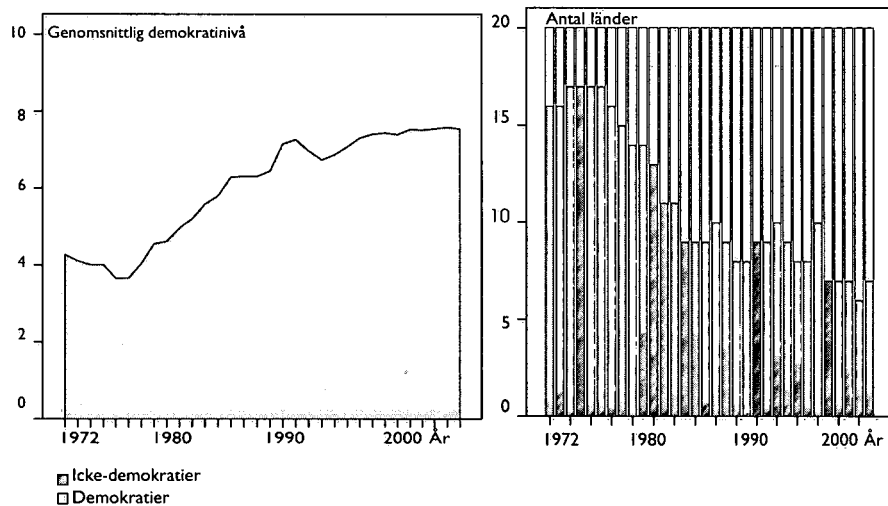 Genomsnittlig demokratinivå
10
8
6
4
2
0
1972 1980 1990 2000 År
Antal länder
20
15
10
5
0
1972 1980 1990 2000 År
Icke-demokratier
Demokratier